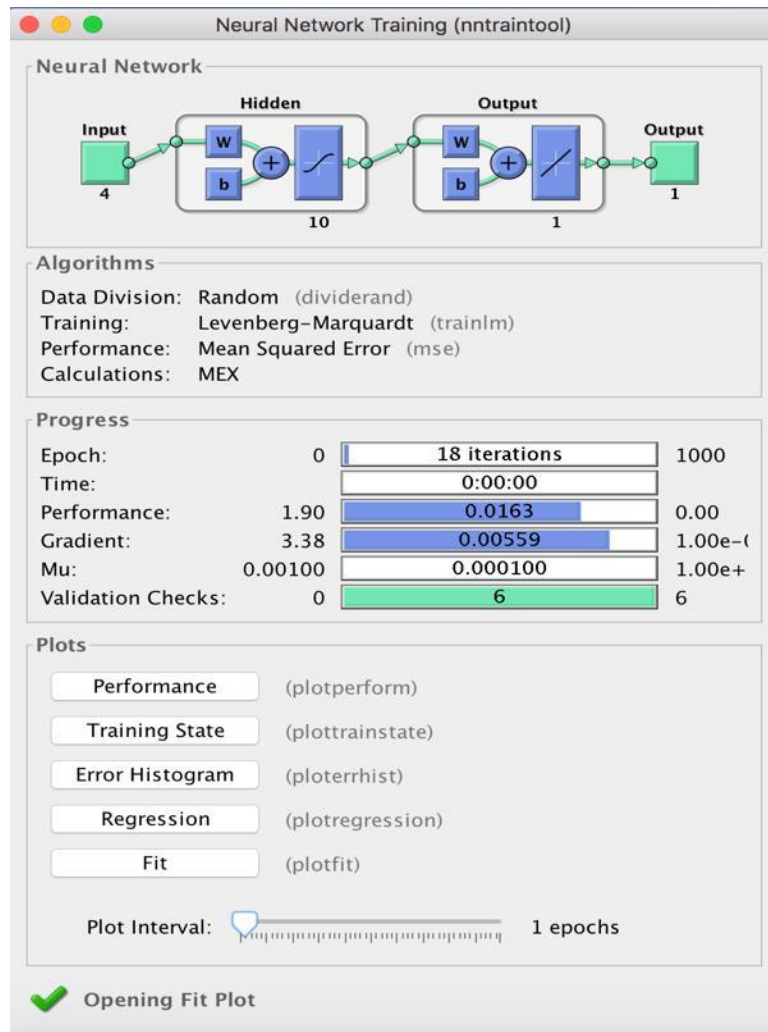 Neural Network Training (nntraintool)
Neural Network
Hidden Output
Input Output
W W
b b
4 10 1 1
Algorithms
Data Division: Random (dividerand)
Training: Levenberg-Marquardt (trainlm)
Performance: Mean Squared Error (mse)
Calculations: MEX
Progress
Epoch: 0 18 iterations 1000
Time: 0:00:00
Performance: 1.90 0.0163 0.00
Gradient: 3.38 0.00559 1.00e-(
Mu: 0.00100 0.000100 1.00e+
Validation Checks: 0 6 6
Plots
Performance (plotperform)
Training State (plottrainstate)
Error Histogram (ploterrhist)
Regression (plotregression)
Fit (plotfit)
Plot Interval: 1 epochs
Opening Fit Plot